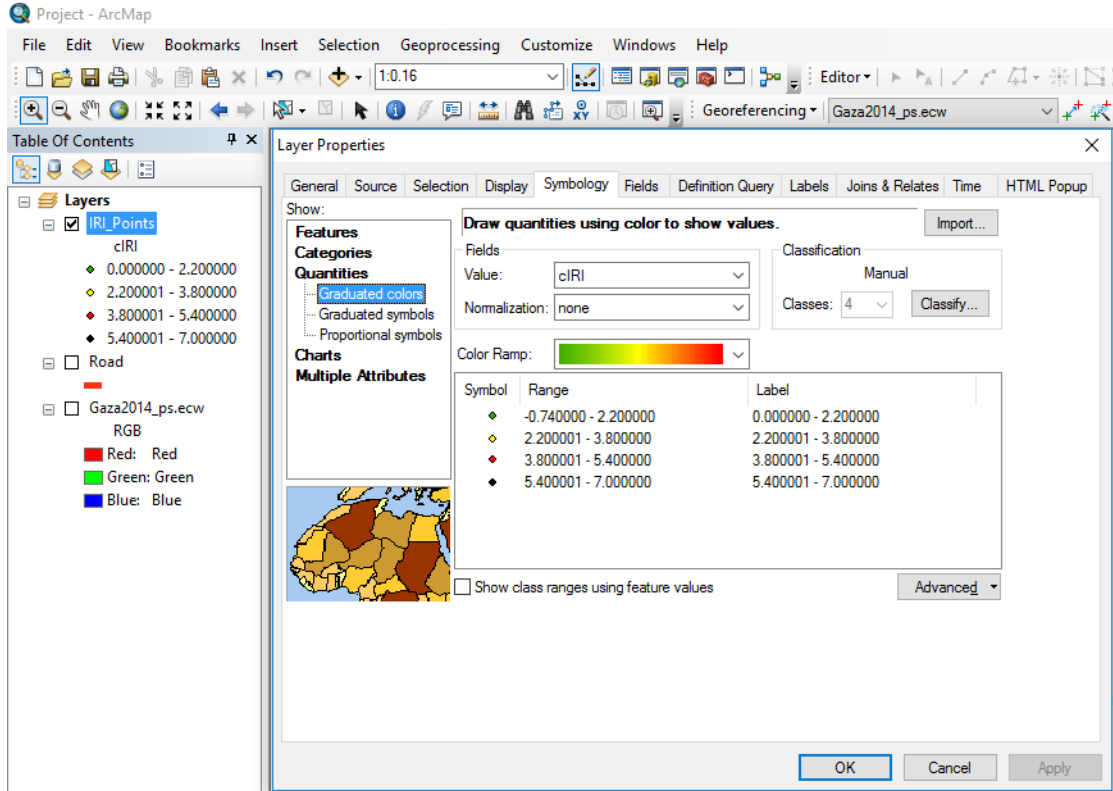 Project - ArcMap
File Edit View Bookmarks Insert Selection Geoprocessing Customize Windows Help
1:0.16 Editor
Georeferencing Gaza2014_ps.ecw
Table Of Contents
Layers
IRI_Points
cIRI
0.000000 - 2.200000
2.200001 - 3.800000
3.800001 - 5.400000
5.400001 - 7.000000
Road
Gaza2014_ps.ecw
RGB
Red: Red
Green: Green
Blue: Blue
Layer Properties
General Source Selection Display Symbology Fields Definition Query Labels Joins & Relates Time HTML Popup
Show:
Features
Categories
Quantities
Graduated colors
Graduated symbols
Proportional symbols
Charts
Multiple Attributes
Draw quantities using color to show values.
Import...
Fields
Value: cIRI
Normalization: none
Classification
Manual
Classes: 4 Classify...
Color Ramp:
Symbol Range Label
-0.740000 - 2.200000 0.000000 - 2.200000
2.200001 - 3.800000 2.200001 - 3.800000
3.800001 - 5.400000 3.800001 - 5.400000
5.400001 - 7.000000 5.400001 - 7.000000
Show class ranges using feature values
Advanced
OK Cancel Apply